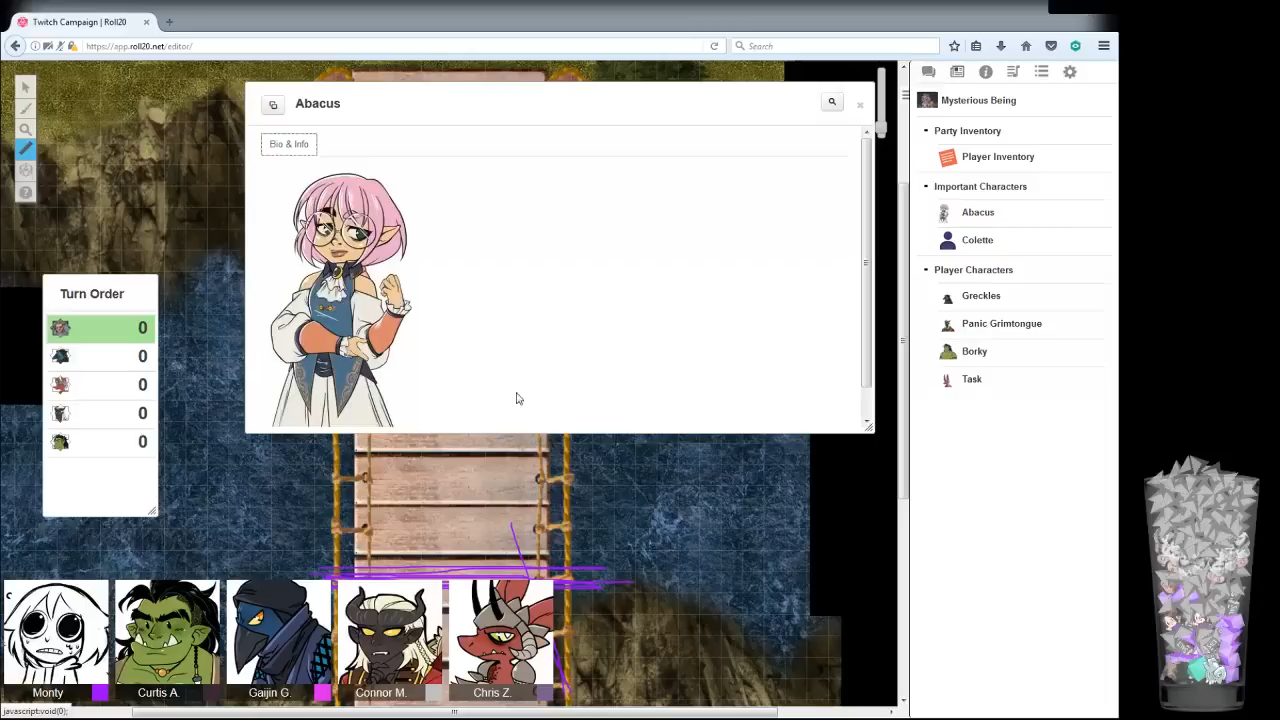 Twitch Campaign | Roll20
https://app.roll20.net/editor/
Search
Abacus
Bio & Info
Mysterious Being
Party Inventory
Player Inventory
Important Characters
Abacus
Colette
Player Characters
Greckles
Panic Grimtongue
Borky
Task
Turn Order
0
0
0
0
0
Monty
Curtis A.
Gaijin G.
Connor M.
Chris Z.
javascript:void(0);